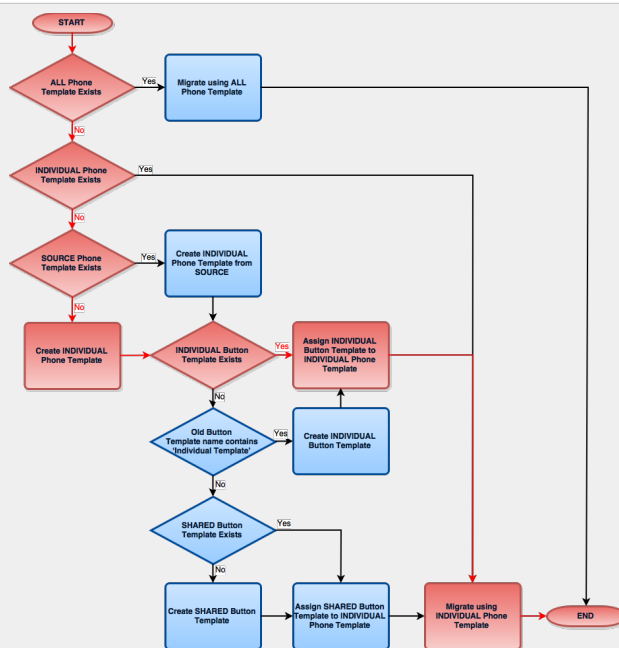 START
ALL Phone
Template Exists
Yes
Migrate using ALL
Phone Template
No
INDIVIDUAL Phone
Template Exists
Yes
No
SOURCE Phone
Template Exists
Yes
Create INDIVIDUAL
Phone Template from
SOURCE
No
Create INDIVIDUAL
Phone Template
INDIVIDUAL Button
Template Exists
Yes
Assign INDIVIDUAL
Button Template to
INDIVIDUAL Phone
Template
No
Old Button
Template name contains
'Individual Template'
Yes
Create INDIVIDUAL
Button Template
No
SHARED Button
Template Exists
Yes
No
Create SHARED Button
Template
Assign SHARED Button
Template to INDIVIDUAL
Phone Template
Migrate using
INDIVIDUAL Phone
Template
END